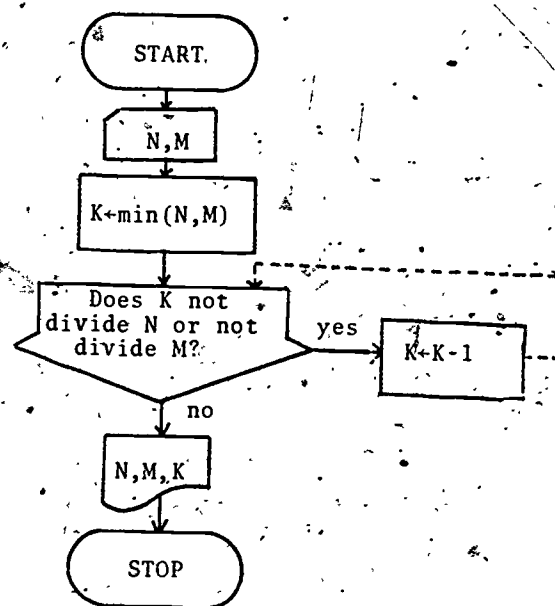 START
N,M
K←min(N,M)
Does K not
divide N or not
divide M?
yes
K←K-1
no
N,M,K
STOP